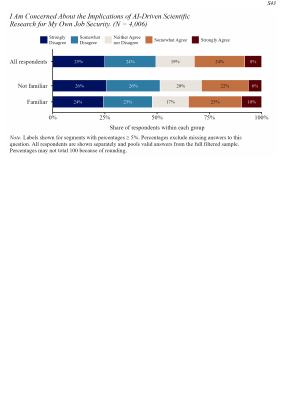 S43
I Am Concerned About the Implications of AI-Driven Scientific
Research for My Own Job Security. (N = 4,006)
Strongly Disagree
Somewhat Disagree
Neither Agree nor Disagree
Somewhat Agree
Strongly Agree
All respondents
25%
24%
19%
24%
8%
Not familiar
26%
26%
20%
22%
6%
Familiar
24%
23%
17%
25%
10%
0%
25%
50%
75%
100%
Share of respondents within each group
Note. Labels shown for segments with percentages ≥ 5%. Percentages exclude missing answers to this
question. All respondents are shown separately and pools valid answers from the full filtered sample.
Percentages may not total 100 because of rounding.